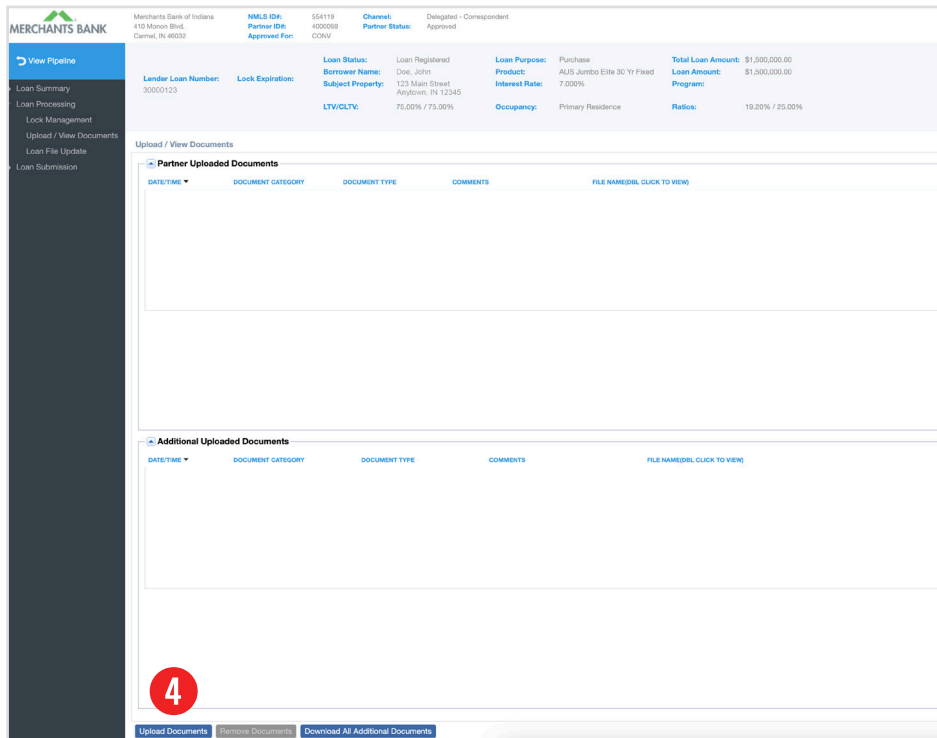 MERCHANTS BANK
Merchants Bank of Indiana NMLS ID#: 554119 Channel: Delegated - Correspondent
410 Monon Blvd. Partner ID#: 4000059 Partner Status: Approved
Carmel, IN 46032 Approved For: CONV
View Pipeline
Loan Summary
Loan Processing
Lock Management
Upload / View Documents
Loan File Update
Loan Submission
Loan Status: Loan Registered Loan Purpose: Purchase Total Loan Amount: $1,500,000.00
Borrower Name: Doe, John Product: AUS Jumbo Elite 30 Yr Fixed Loan Amount: $1,500,000.00
Lender Loan Number: Lock Expiration: Subject Property: 123 Main Street Interest Rate: 7.000% Program:
30000123 Anytown, IN 12345
LTV/CLTV: 75.00% / 75.00% Occupancy: Primary Residence Ratios: 19.20% / 25.00%
Upload / View Documents
Partner Uploaded Documents
DATE/TIME DOCUMENT CATEGORY DOCUMENT TYPE COMMENTS FILE NAME(DBL CLICK TO VIEW)
Additional Uploaded Documents
DATE/TIME DOCUMENT CATEGORY DOCUMENT TYPE COMMENTS FILE NAME(DBL CLICK TO VIEW)
4
Upload Documents Remove Documents Download All Additional Documents